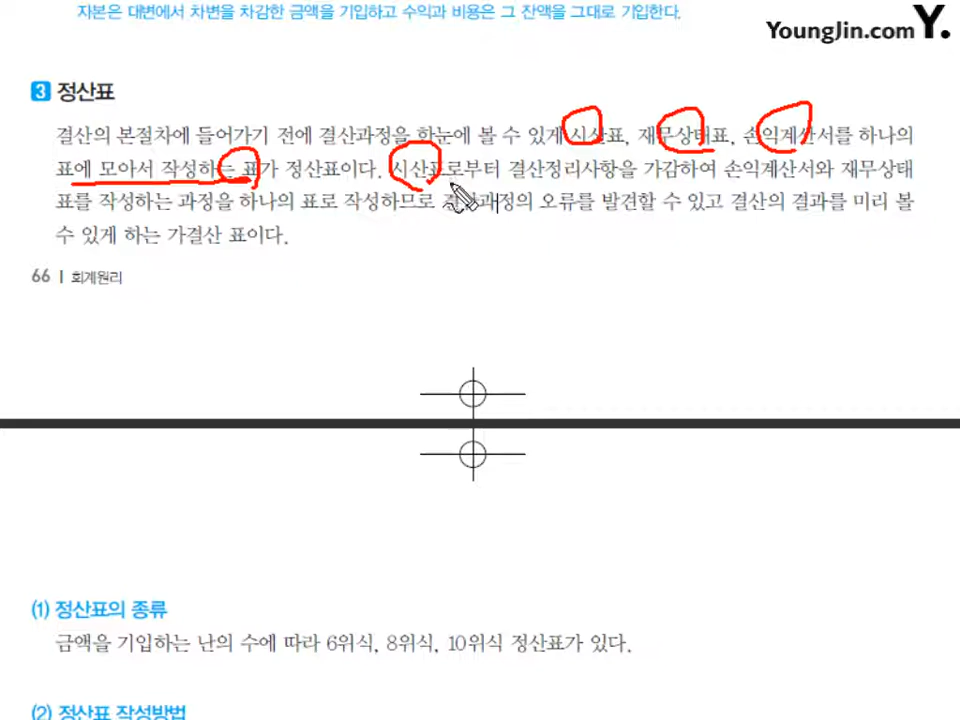 자본은 대변에서 차변을 차감한 금액을 기입하고 수익과 비용은 그 잔액을 그대로 기입한다.
YoungJin.com Y.
3 정산표
결산의 본절차에 들어가기 전에 결산과정을 한눈에 볼 수 있게 시산표, 재무상태표, 손익계산서를 하나의
표에 모아서 작성하는 표가 정산표이다. 시산표로부터 결산정리사항을 가감하여 손익계산서와 재무상태
표를 작성하는 과정을 하나의 표로 작성하므로 결산과정의 오류를 발견할 수 있고 결산의 결과를 미리 볼
수 있게 하는 가결산 표이다.
66 | 회계원리
(1) 정산표의 종류
금액을 기입하는 난의 수에 따라 6위식, 8위식, 10위식 정산표가 있다.
(2) 정산표 작성방법